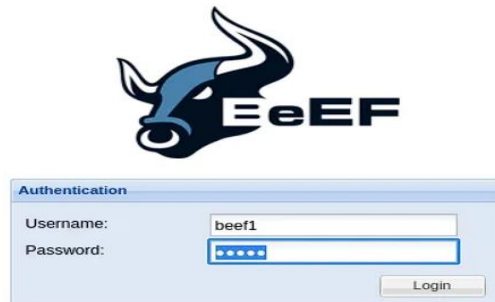 BeEF
Authentication
Username: beef1
Password: •••••
Login